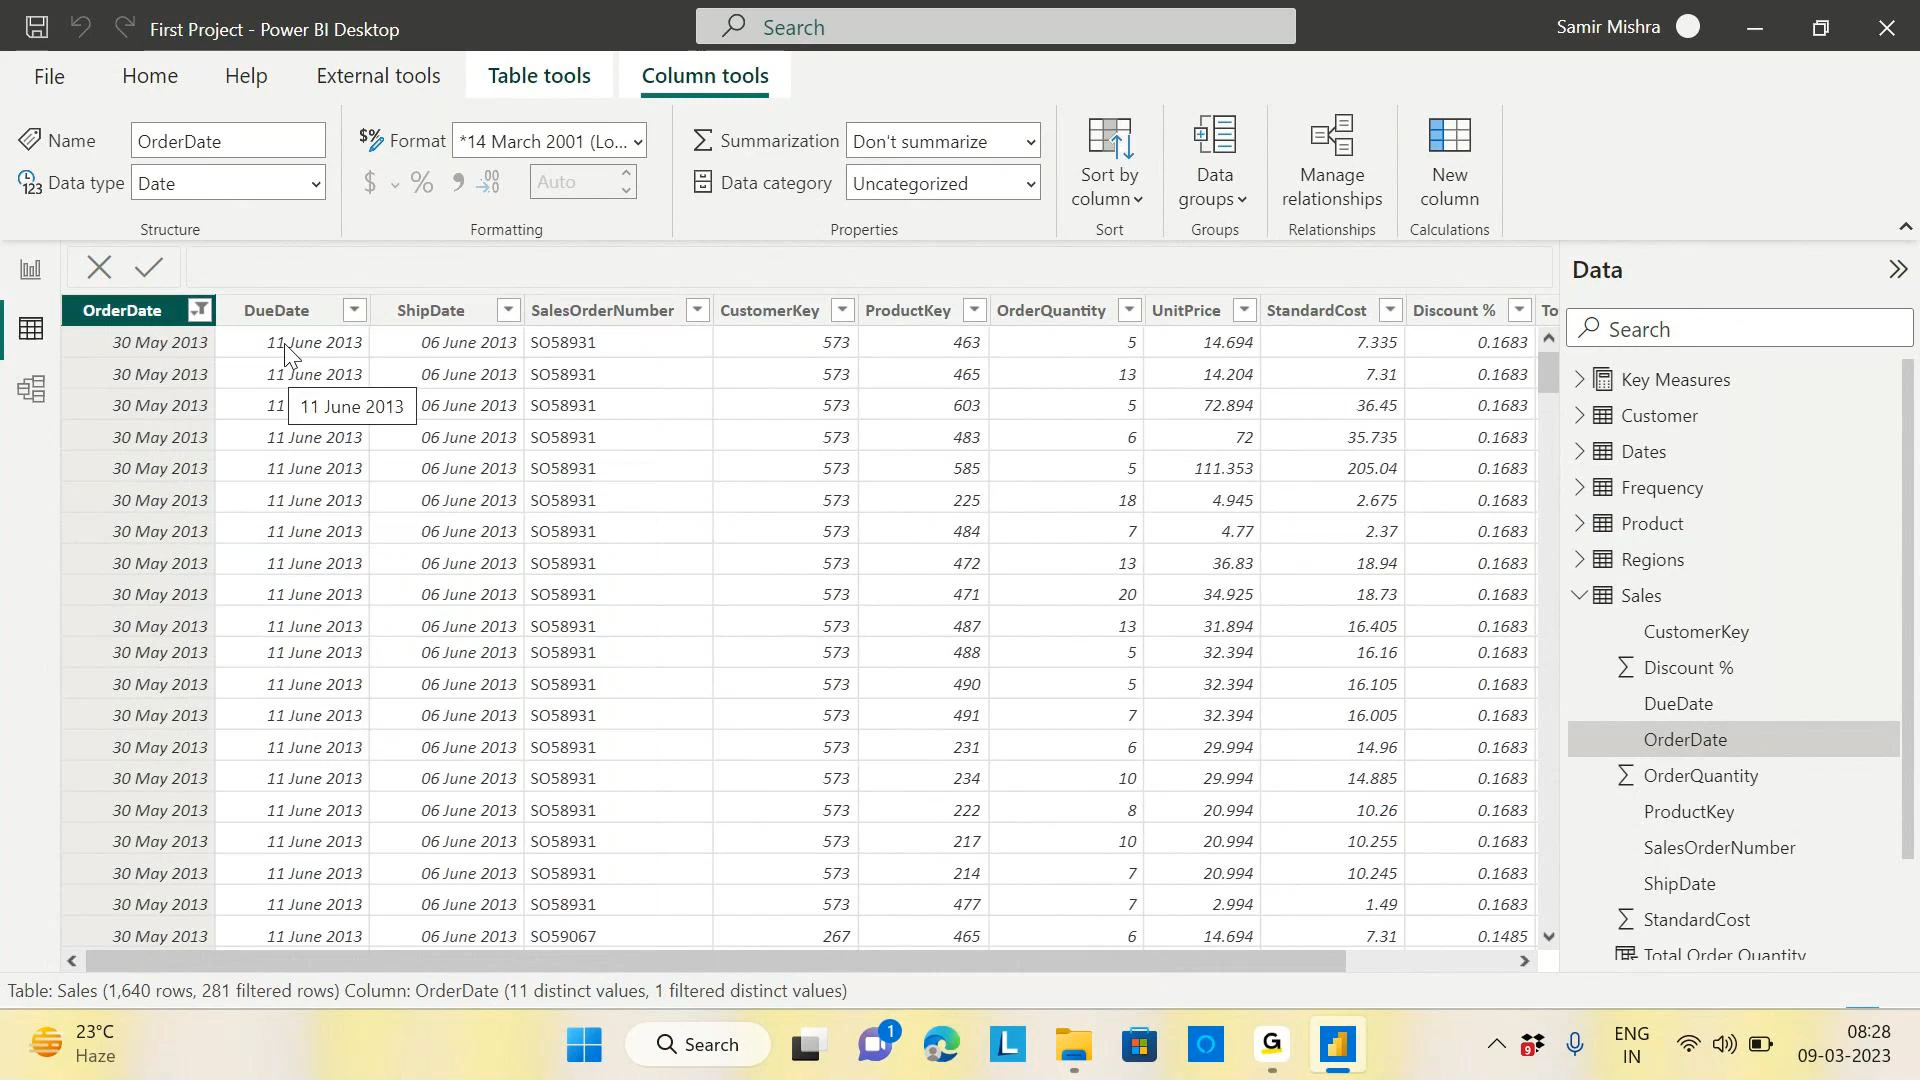 First Project - Power BI Desktop
Search
Samir Mishra
File Home Help External tools Table tools Column tools
Name OrderDate
Data type Date
Structure
Format *14 March 2001 (Lo...
$ % 9 .00 Auto
Formatting
Summarization Don't summarize
Data category Uncategorized
Properties
Sort by
column
Sort
Data
groups
Groups
Manage
relationships
Relationships
New
column
Calculations
OrderDate DueDate ShipDate SalesOrderNumber CustomerKey ProductKey OrderQuantity UnitPrice StandardCost Discount % To
30 May 2013 11 June 2013 06 June 2013 SO58931 573 463 5 14.694 7.335 0.1683
30 May 2013 11 June 2013 06 June 2013 SO58931 573 465 13 14.204 7.31 0.1683
30 May 2013 11 06 June 2013 SO58931 573 603 5 72.894 36.45 0.1683
11 June 2013
30 May 2013 11 June 2013 06 June 2013 SO58931 573 483 6 72 35.735 0.1683
30 May 2013 11 June 2013 06 June 2013 SO58931 573 585 5 111.353 205.04 0.1683
30 May 2013 11 June 2013 06 June 2013 SO58931 573 225 18 4.945 2.675 0.1683
30 May 2013 11 June 2013 06 June 2013 SO58931 573 484 7 4.77 2.37 0.1683
30 May 2013 11 June 2013 06 June 2013 SO58931 573 472 13 36.83 18.94 0.1683
30 May 2013 11 June 2013 06 June 2013 SO58931 573 471 20 34.925 18.73 0.1683
30 May 2013 11 June 2013 06 June 2013 SO58931 573 487 13 31.894 16.405 0.1683
30 May 2013 11 June 2013 06 June 2013 SO58931 573 488 5 32.394 16.16 0.1683
30 May 2013 11 June 2013 06 June 2013 SO58931 573 490 5 32.394 16.105 0.1683
30 May 2013 11 June 2013 06 June 2013 SO58931 573 491 7 32.394 16.005 0.1683
30 May 2013 11 June 2013 06 June 2013 SO58931 573 231 6 29.994 14.96 0.1683
30 May 2013 11 June 2013 06 June 2013 SO58931 573 234 10 29.994 14.885 0.1683
30 May 2013 11 June 2013 06 June 2013 SO58931 573 222 8 20.994 10.26 0.1683
30 May 2013 11 June 2013 06 June 2013 SO58931 573 217 10 20.994 10.255 0.1683
30 May 2013 11 June 2013 06 June 2013 SO58931 573 214 7 20.994 10.245 0.1683
30 May 2013 11 June 2013 06 June 2013 SO58931 573 477 7 2.994 1.49 0.1683
30 May 2013 11 June 2013 06 June 2013 SO59067 267 465 6 14.694 7.31 0.1485
Data
Search
Key Measures
Customer
Dates
Frequency
Product
Regions
Sales
CustomerKey
Discount %
DueDate
OrderDate
OrderQuantity
ProductKey
SalesOrderNumber
ShipDate
StandardCost
Total Order Quantity
Table: Sales (1,640 rows, 281 filtered rows) Column: OrderDate (11 distinct values, 1 filtered distinct values)
23°C
Haze
Search
1
L
G
9
ENG
IN
08:28
09-03-2023